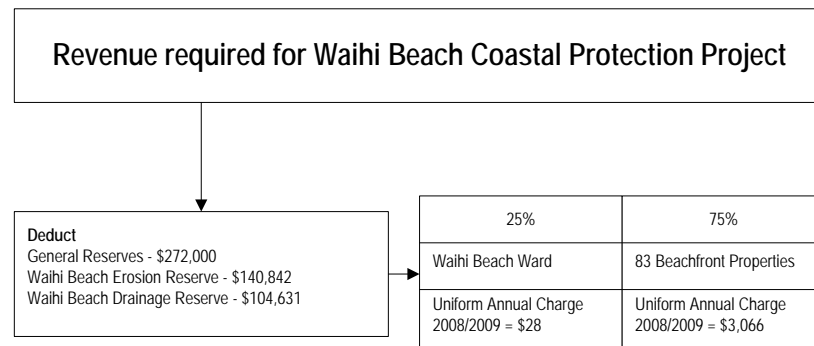 Revenue required for Waihi Beach Coastal Protection Project
Deduct
General Reserves - $272,000
Waihi Beach Erosion Reserve - $140,842
Waihi Beach Drainage Reserve - $104,631
25%
75%
Waihi Beach Ward
83 Beachfront Properties
Uniform Annual Charge
2008/2009 = $28
Uniform Annual Charge
2008/2009 = $3,066